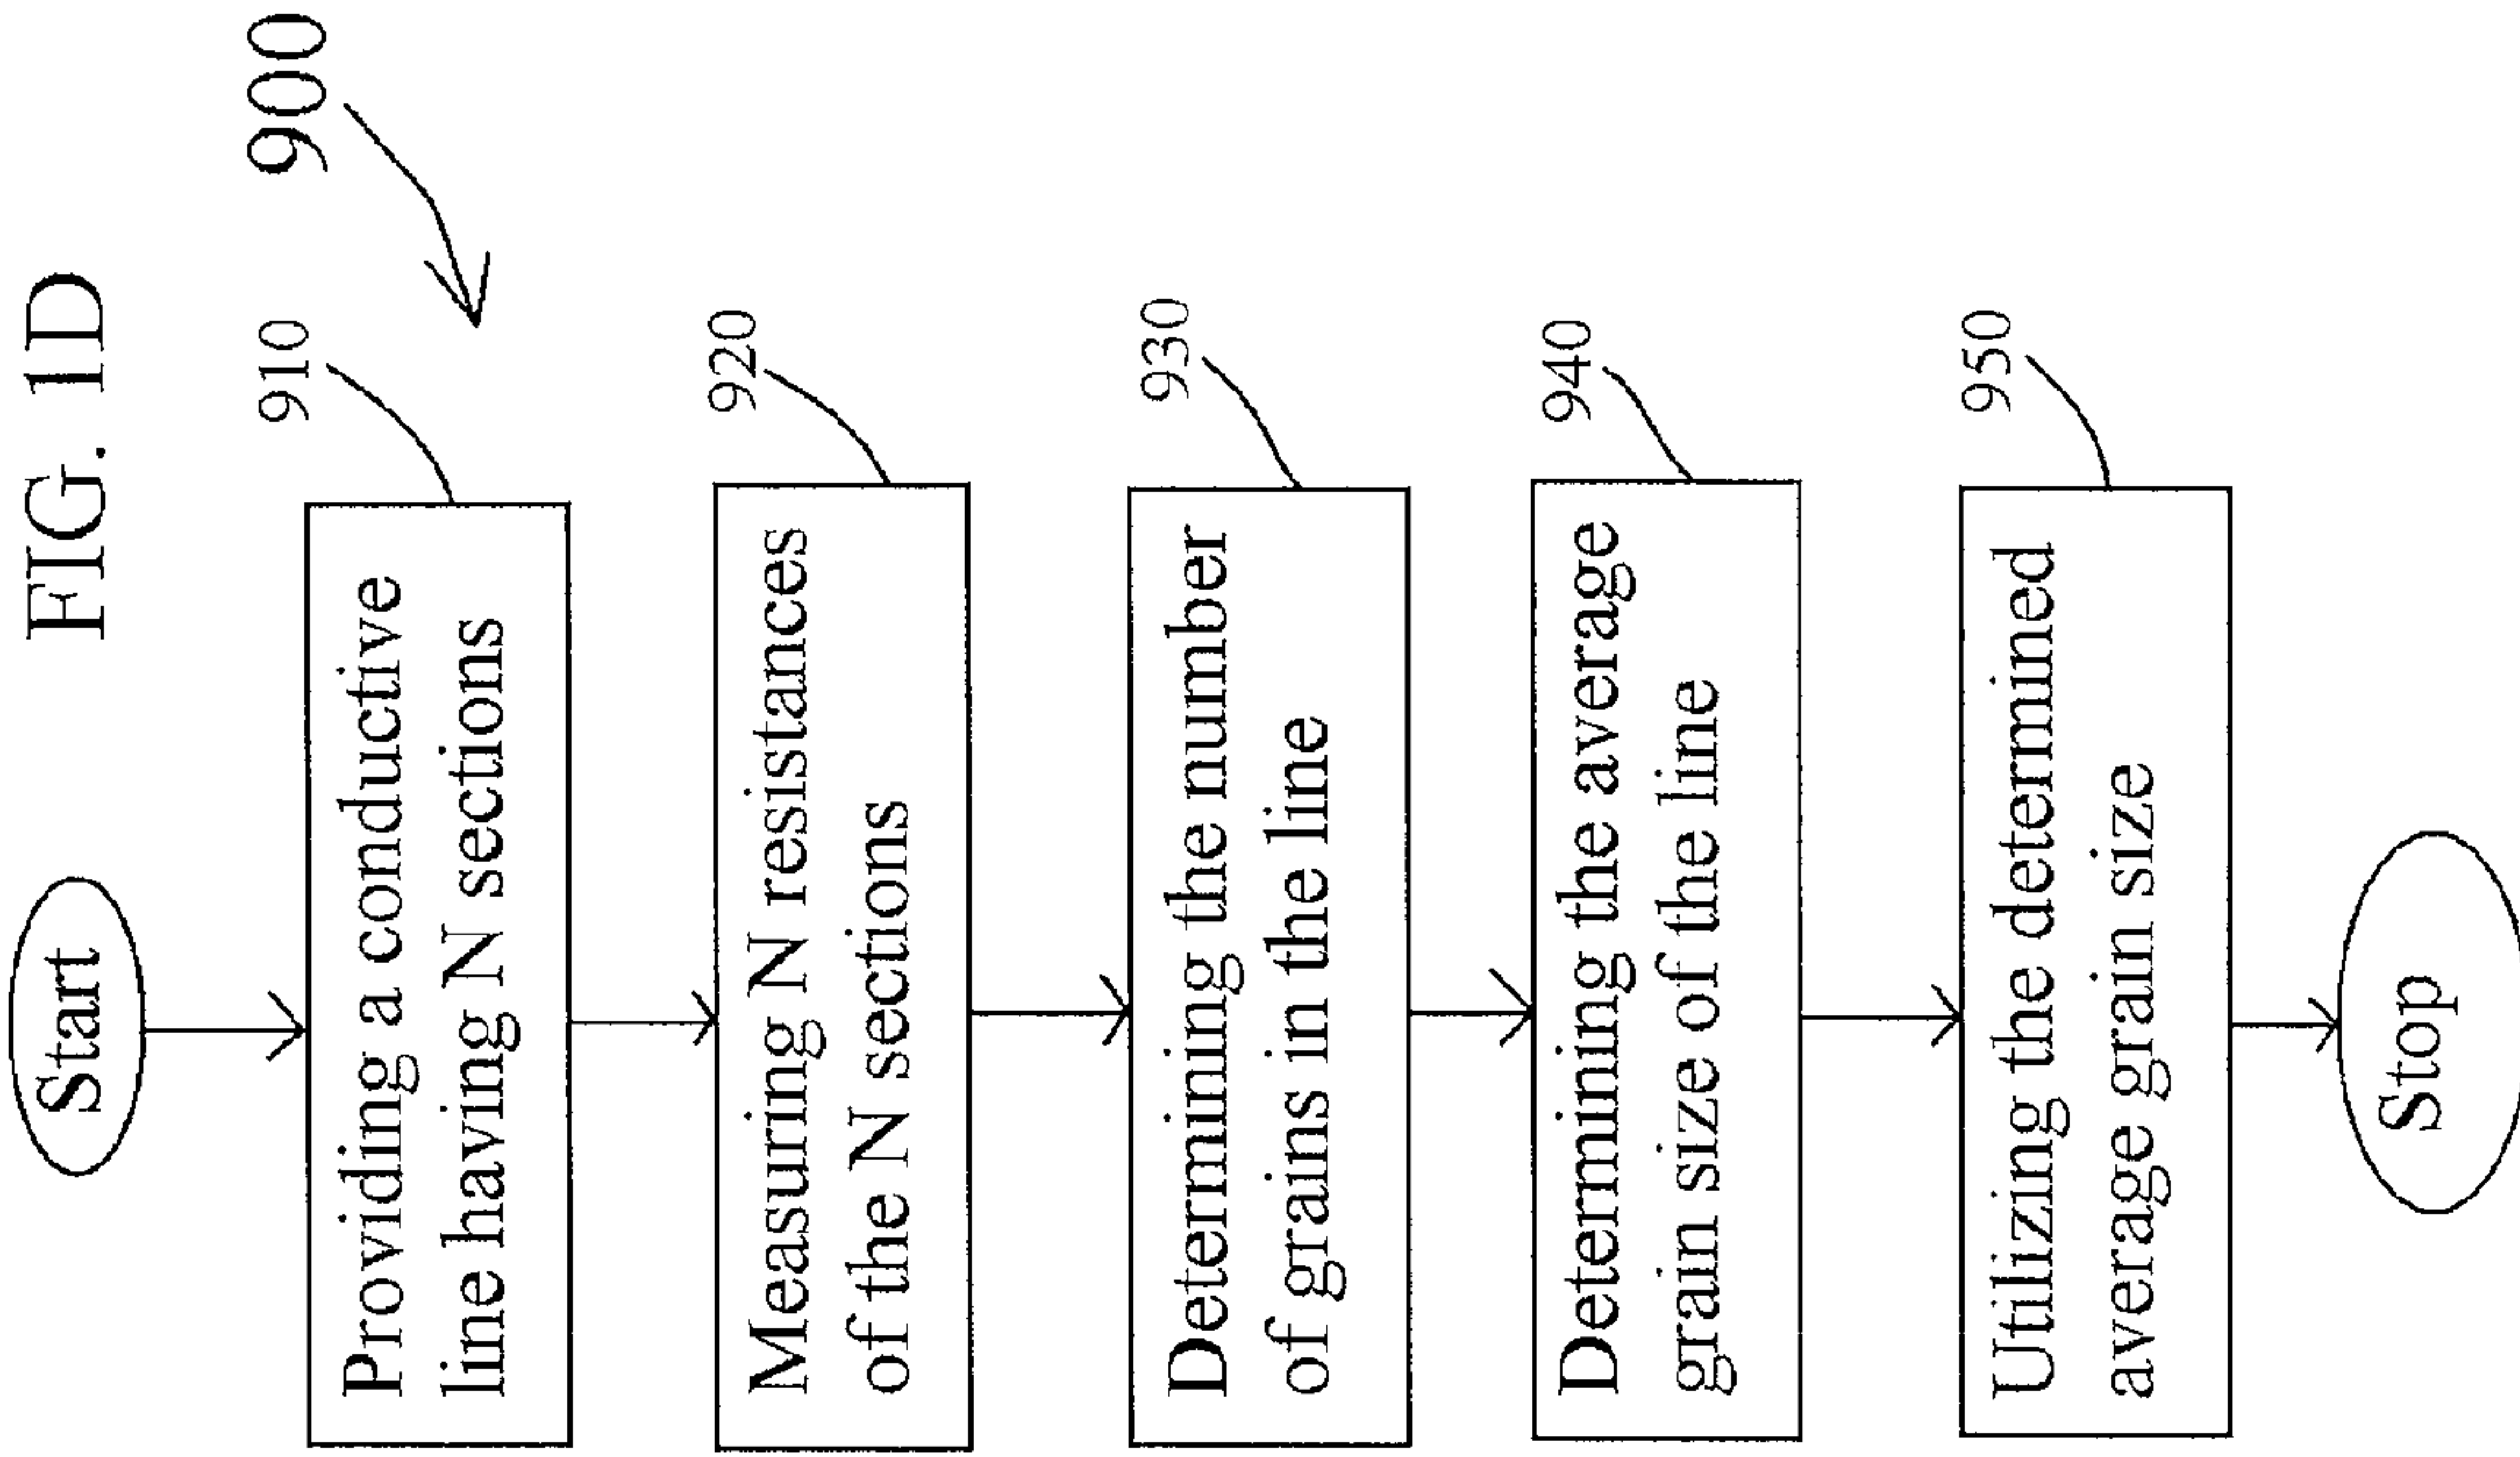 FIG. 1D
900
Start
910
Providing a conductive
line having N sections
920
Measuring N resistances
of the N sections
930
Determining the number
of grains in the line
940
Determining the average
grain size of the line
950
Utilizing the determined
average grain size
Stop